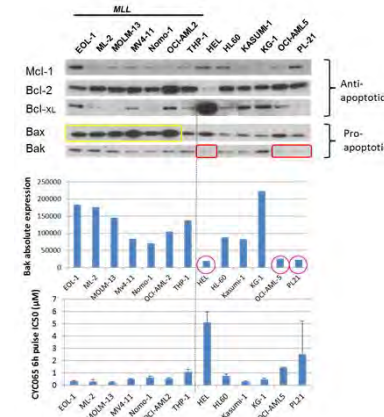 MLL
EOL-1 ML-2 MOLM-13 MV4-11 Nomo-1 OCI-AML2 THP-1 HEL HL60 KASUMI-1 KG-1 OCI-AML5 PL-21
Mcl-1
Bcl-2
Bcl-XL
Anti-
apoptotic
Bax
Bak
Pro-
apoptotic
Bak absolute expression
250000
200000
150000
100000
50000
0
EOL-1 ML-2 MOLM-13 Mv4-11 Nomo-1 OCI-AML-2 THP-1 HEL HL-60 Kasumi-1 KG-1 OCI-AML-5 PL21
CYC065 6h pulse IC50 (µM)
7
6
5
4
3
2
1
0
EOL-1 ML-2 MOLM-13 MV4-11 Nomo-1 OCI-AML2 THP-1 HEL HL60 Kasumi-1 KG-1 OCI-AML5 PL21